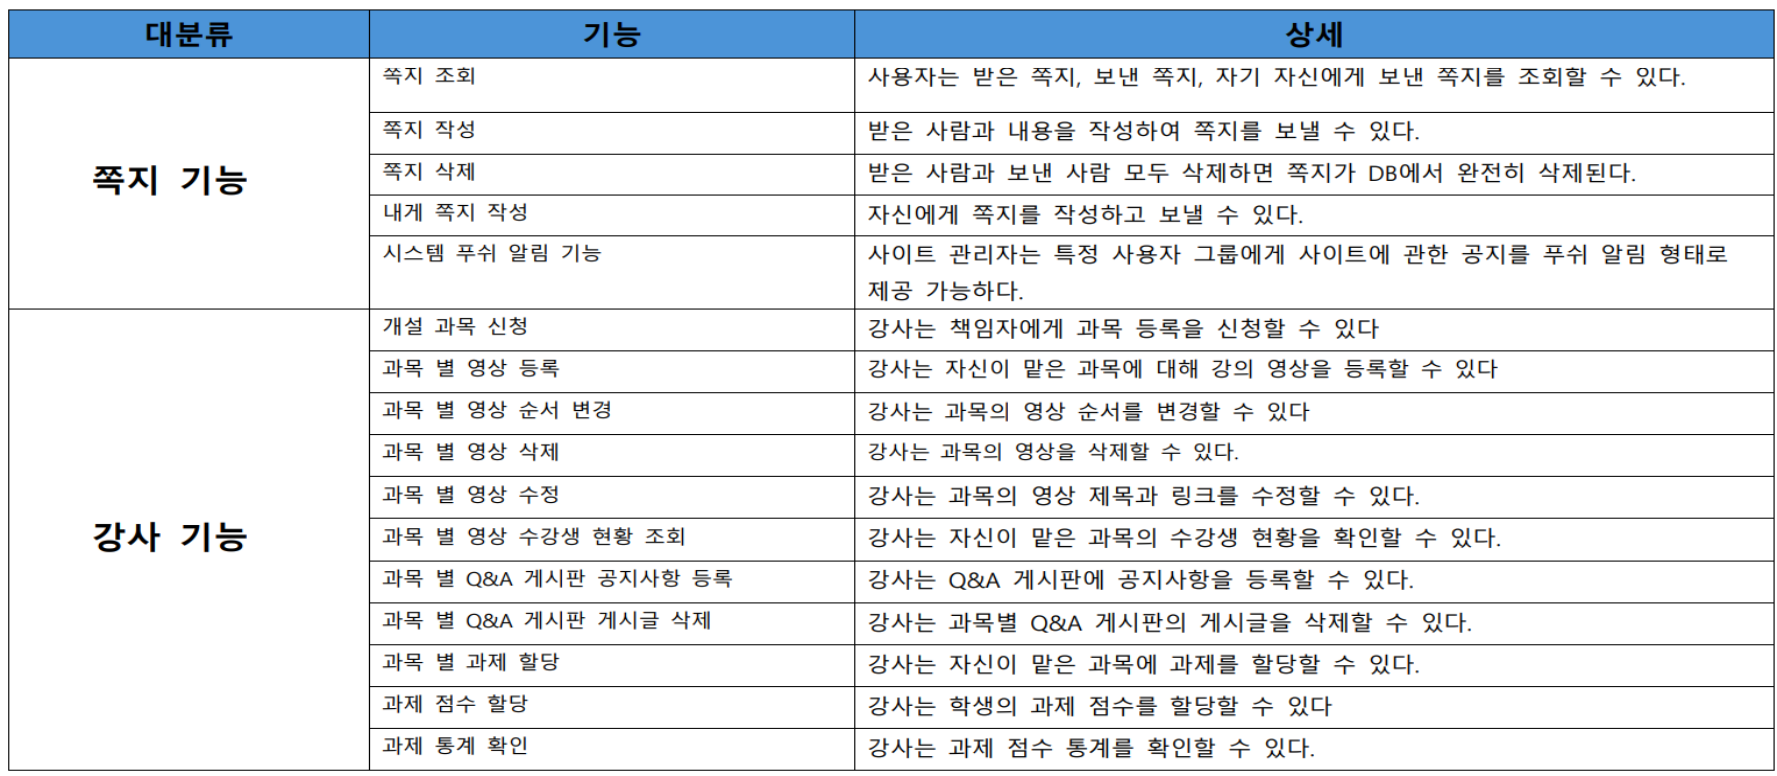 대분류 기능 상세
쪽지 기능
쪽지 조회 사용자는 받은 쪽지, 보낸 쪽지, 자기 자신에게 보낸 쪽지를 조회할 수 있다.
쪽지 작성 받은 사람과 내용을 작성하여 쪽지를 보낼 수 있다.
쪽지 삭제 받은 사람과 보낸 사람 모두 삭제하면 쪽지가 DB에서 완전히 삭제된다.
내게 쪽지 작성 자신에게 쪽지를 작성하고 보낼 수 있다.
시스템 푸쉬 알림 기능 사이트 관리자는 특정 사용자 그룹에게 사이트에 관한 공지를 푸쉬 알림 형태로
제공 가능하다.
강사 기능
개설 과목 신청 강사는 책임자에게 과목 등록을 신청할 수 있다
과목 별 영상 등록 강사는 자신이 맡은 과목에 대해 강의 영상을 등록할 수 있다
과목 별 영상 순서 변경 강사는 과목의 영상 순서를 변경할 수 있다
과목 별 영상 삭제 강사는 과목의 영상을 삭제할 수 있다.
과목 별 영상 수정 강사는 과목의 영상 제목과 링크를 수정할 수 있다.
과목 별 영상 수강생 현황 조회 강사는 자신이 맡은 과목의 수강생 현황을 확인할 수 있다.
과목 별 Q&A 게시판 공지사항 등록 강사는 Q&A 게시판에 공지사항을 등록할 수 있다.
과목 별 Q&A 게시판 게시글 삭제 강사는 과목별 Q&A 게시판의 게시글을 삭제할 수 있다.
과목 별 과제 할당 강사는 자신이 맡은 과목에 과제를 할당할 수 있다.
과제 점수 할당 강사는 학생의 과제 점수를 할당할 수 있다
과제 통계 확인 강사는 과제 점수 통계를 확인할 수 있다.